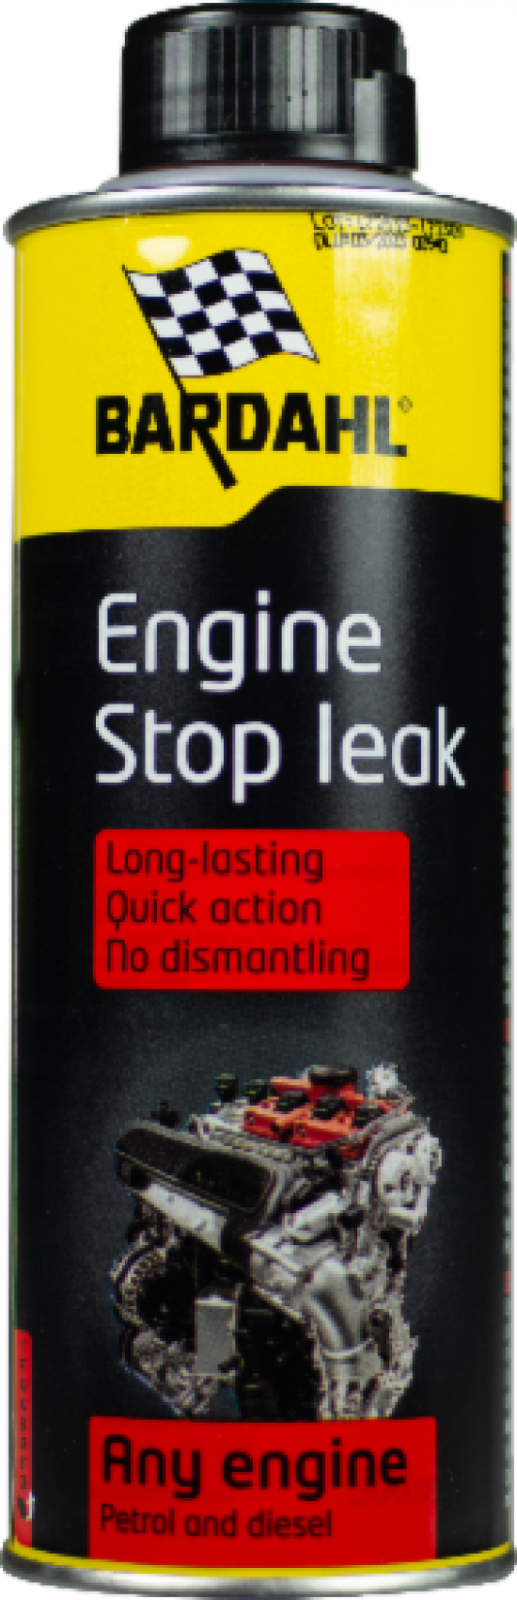 BARDAHL
Engine
Stop leak
Long-lasting
Quick action
No dismantling
Any engine
Petrol and diesel